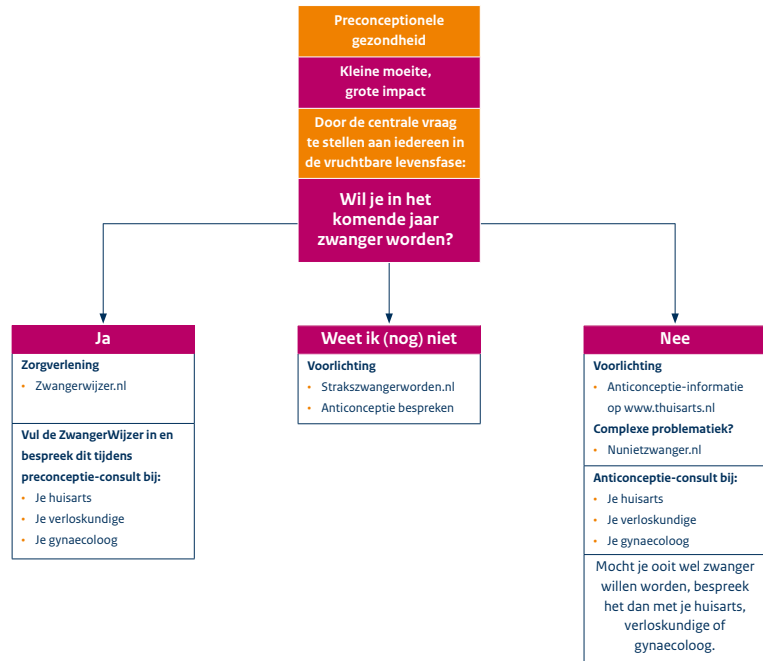 Preconceptionele
gezondheid
Kleine moeite,
grote impact
Door de centrale vraag
te stellen aan iedereen in
de vruchtbare levensfase:
Wil je in het
komende jaar
zwanger worden?
Ja
Zorgverlening
• Zwangerwijzer.nl
Vul de ZwangerWijzer in en
bespreek dit tijdens
preconceptie-consult bij:
• Je huisarts
• Je verloskundige
• Je gynaecoloog
Weet ik (nog) niet
Voorlichting
• Strakszwangerworden.nl
• Anticonceptie bespreken
Nee
Voorlichting
• Anticonceptie-informatie
op www.thuisarts.nl
Complexe problematiek?
• Nunietzwanger.nl
Anticonceptie-consult bij:
• Je huisarts
• Je verloskundige
• Je gynaecoloog
Mocht je ooit wel zwanger
willen worden, bespreek
het dan met je huisarts,
verloskundige of
gynaecoloog.